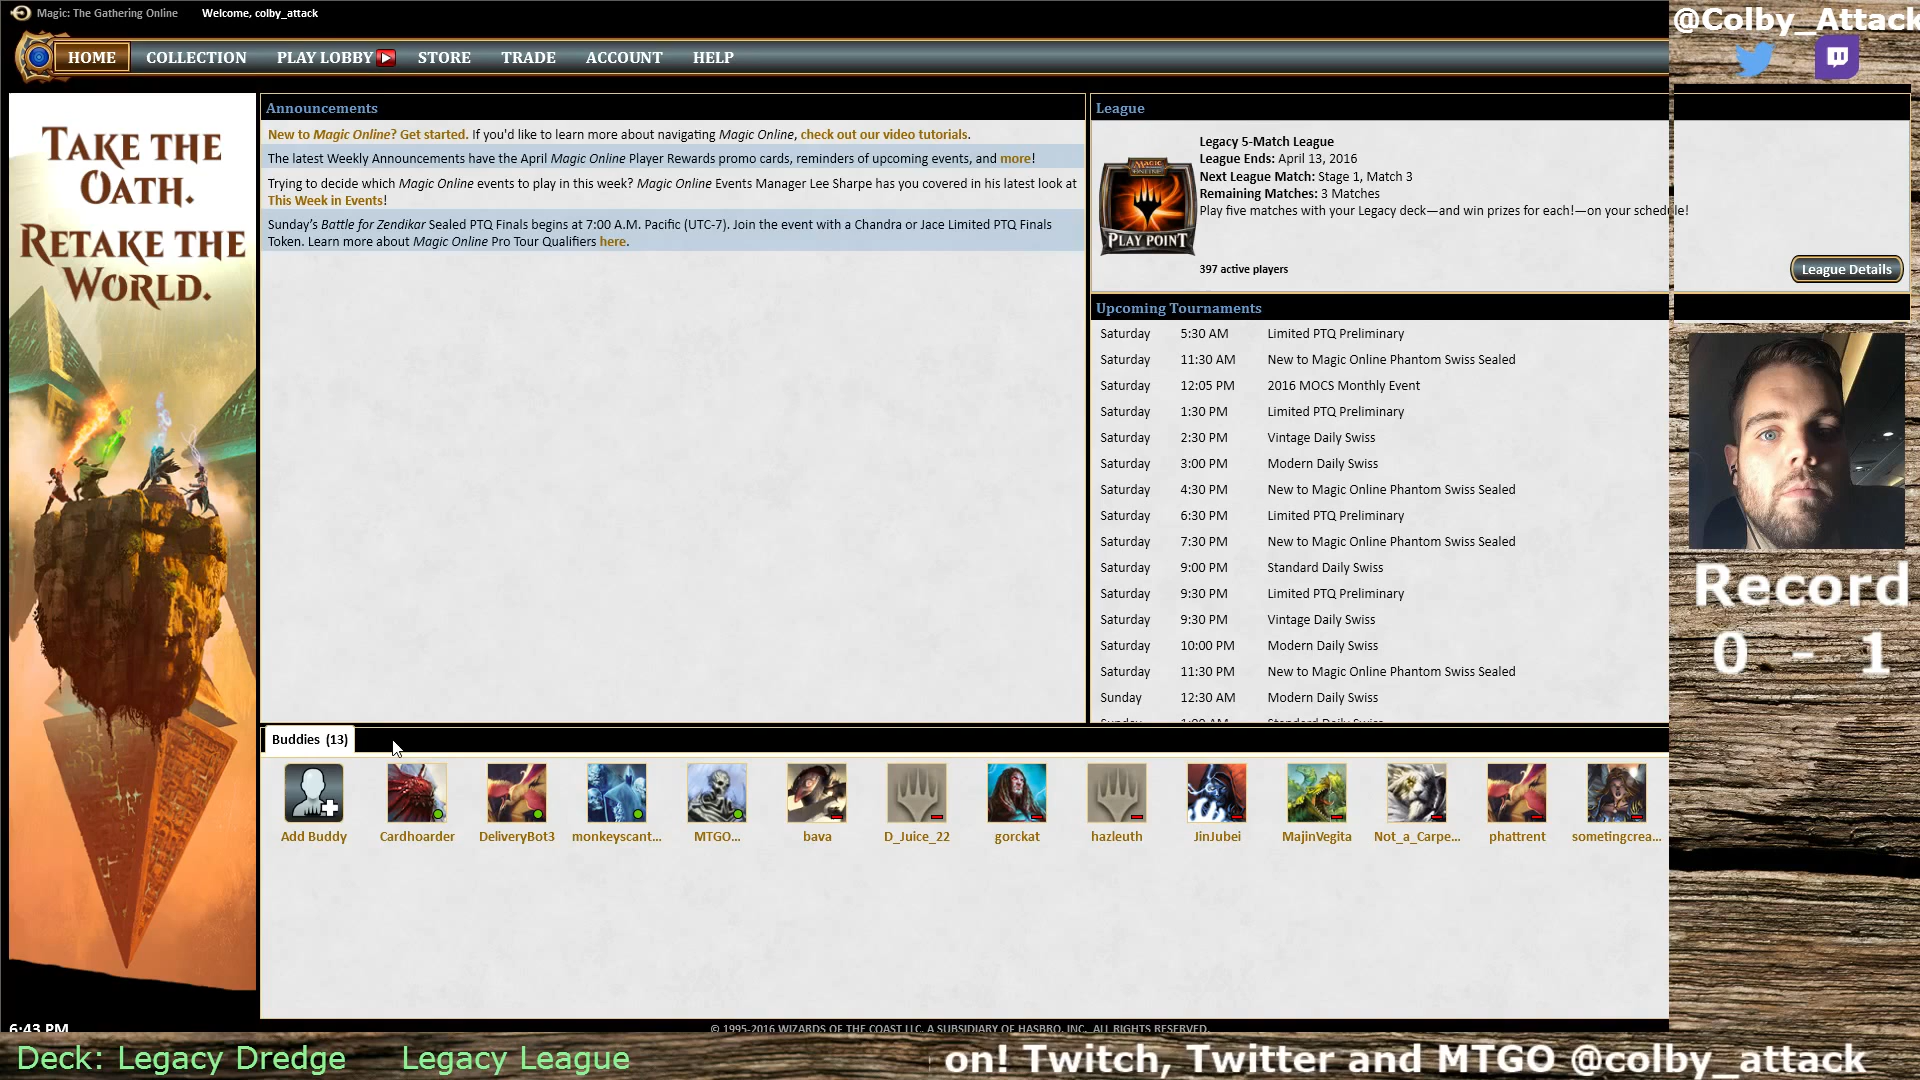 Magic: The Gathering Online
Welcome, colby_attack
@Colby_Attack
HOME
COLLECTION
PLAY LOBBY
STORE
TRADE
ACCOUNT
HELP
TAKE THE
OATH.
RETAKE THE
WORLD.
Announcements
New to Magic Online? Get started. If you'd like to learn more about navigating Magic Online, check out our video tutorials.
The latest Weekly Announcements have the April Magic Online Player Rewards promo cards, reminders of upcoming events, and more!
Trying to decide which Magic Online events to play in this week? Magic Online Events Manager Lee Sharpe has you covered in his latest look at
This Week in Events!
Sunday's Battle for Zendikar Sealed PTQ Finals begins at 7:00 A.M. Pacific (UTC-7). Join the event with a Chandra or Jace Limited PTQ Finals
Token. Learn more about Magic Online Pro Tour Qualifiers here.
League
MAGIC ONLINE
PLAY POINT
Legacy 5-Match League
League Ends: April 13, 2016
Next League Match: Stage 1, Match 3
Remaining Matches: 3 Matches
Play five matches with your Legacy deck—and win prizes for each!—on your schedule!
397 active players
League Details
Upcoming Tournaments
Saturday 5:30 AM Limited PTQ Preliminary
Saturday 11:30 AM New to Magic Online Phantom Swiss Sealed
Saturday 12:05 PM 2016 MOCS Monthly Event
Saturday 1:30 PM Limited PTQ Preliminary
Saturday 2:30 PM Vintage Daily Swiss
Saturday 3:00 PM Modern Daily Swiss
Saturday 4:30 PM New to Magic Online Phantom Swiss Sealed
Saturday 6:30 PM Limited PTQ Preliminary
Saturday 7:30 PM New to Magic Online Phantom Swiss Sealed
Saturday 9:00 PM Standard Daily Swiss
Saturday 9:30 PM Limited PTQ Preliminary
Saturday 9:30 PM Vintage Daily Swiss
Saturday 10:00 PM Modern Daily Swiss
Saturday 11:30 PM New to Magic Online Phantom Swiss Sealed
Sunday 12:30 AM Modern Daily Swiss
Sunday 1:00 AM Standard Daily Swiss
Record
0 - 1
Buddies (13)
Add Buddy
Cardhoarder
DeliveryBot3
monkeyscant...
MTGO...
bava
D_Juice_22
gorckat
hazleuth
JinJubei
MajinVegita
Not_a_Carpe...
phattrent
sometingcrea...
6:43 PM
© 1995-2016 WIZARDS OF THE COAST LLC, A SUBSIDIARY OF HASBRO, INC. ALL RIGHTS RESERVED.
Deck: Legacy Dredge Legacy League
on! Twitch, Twitter and MTGO @colby_attack